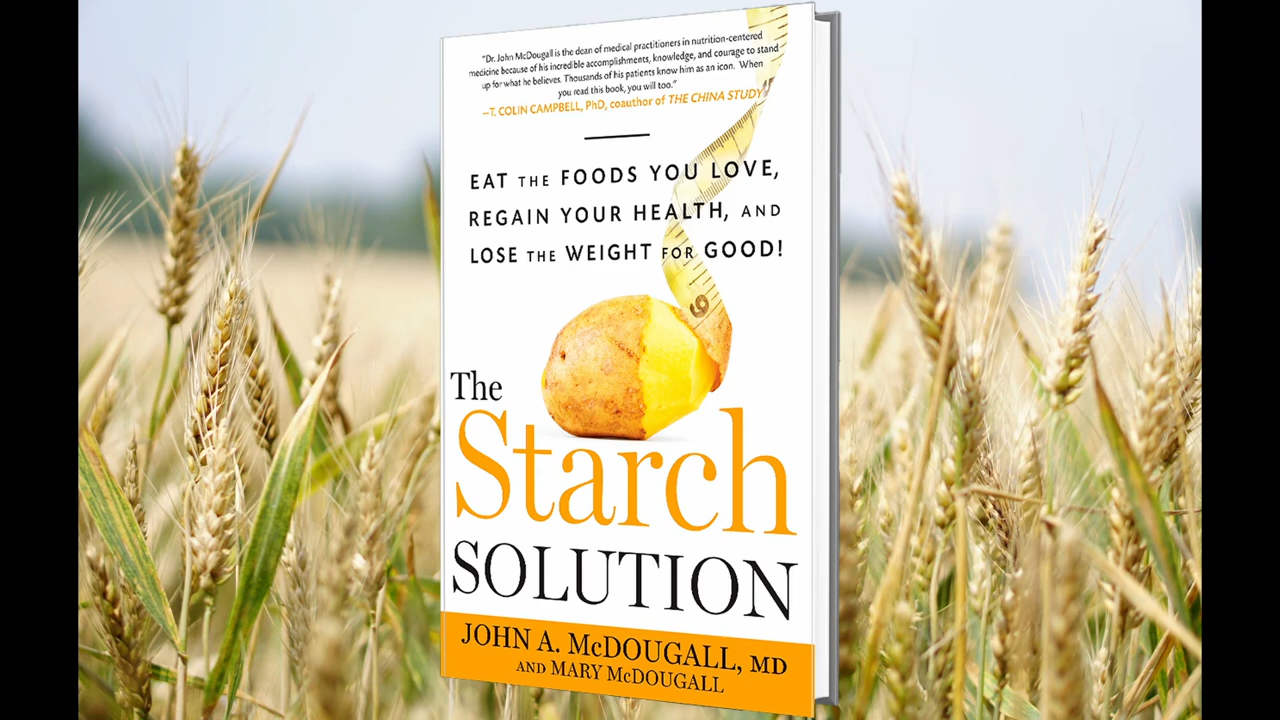 "Dr. John McDougall is the dean of medical practitioners in nutrition-centered
medicine because of his incredible accomplishments, knowledge, and courage to stand
up for what he believes. Thousands of his patients know him as an icon. When
you read this book, you will too."
—T. COLIN CAMPBELL, PhD, coauthor of THE CHINA STUDY
EAT THE FOODS YOU LOVE,
REGAIN YOUR HEALTH, AND
LOSE THE WEIGHT FOR GOOD!
9
The
Starch
SOLUTION
JOHN A. McDOUGALL, MD
AND MARY McDOUGALL